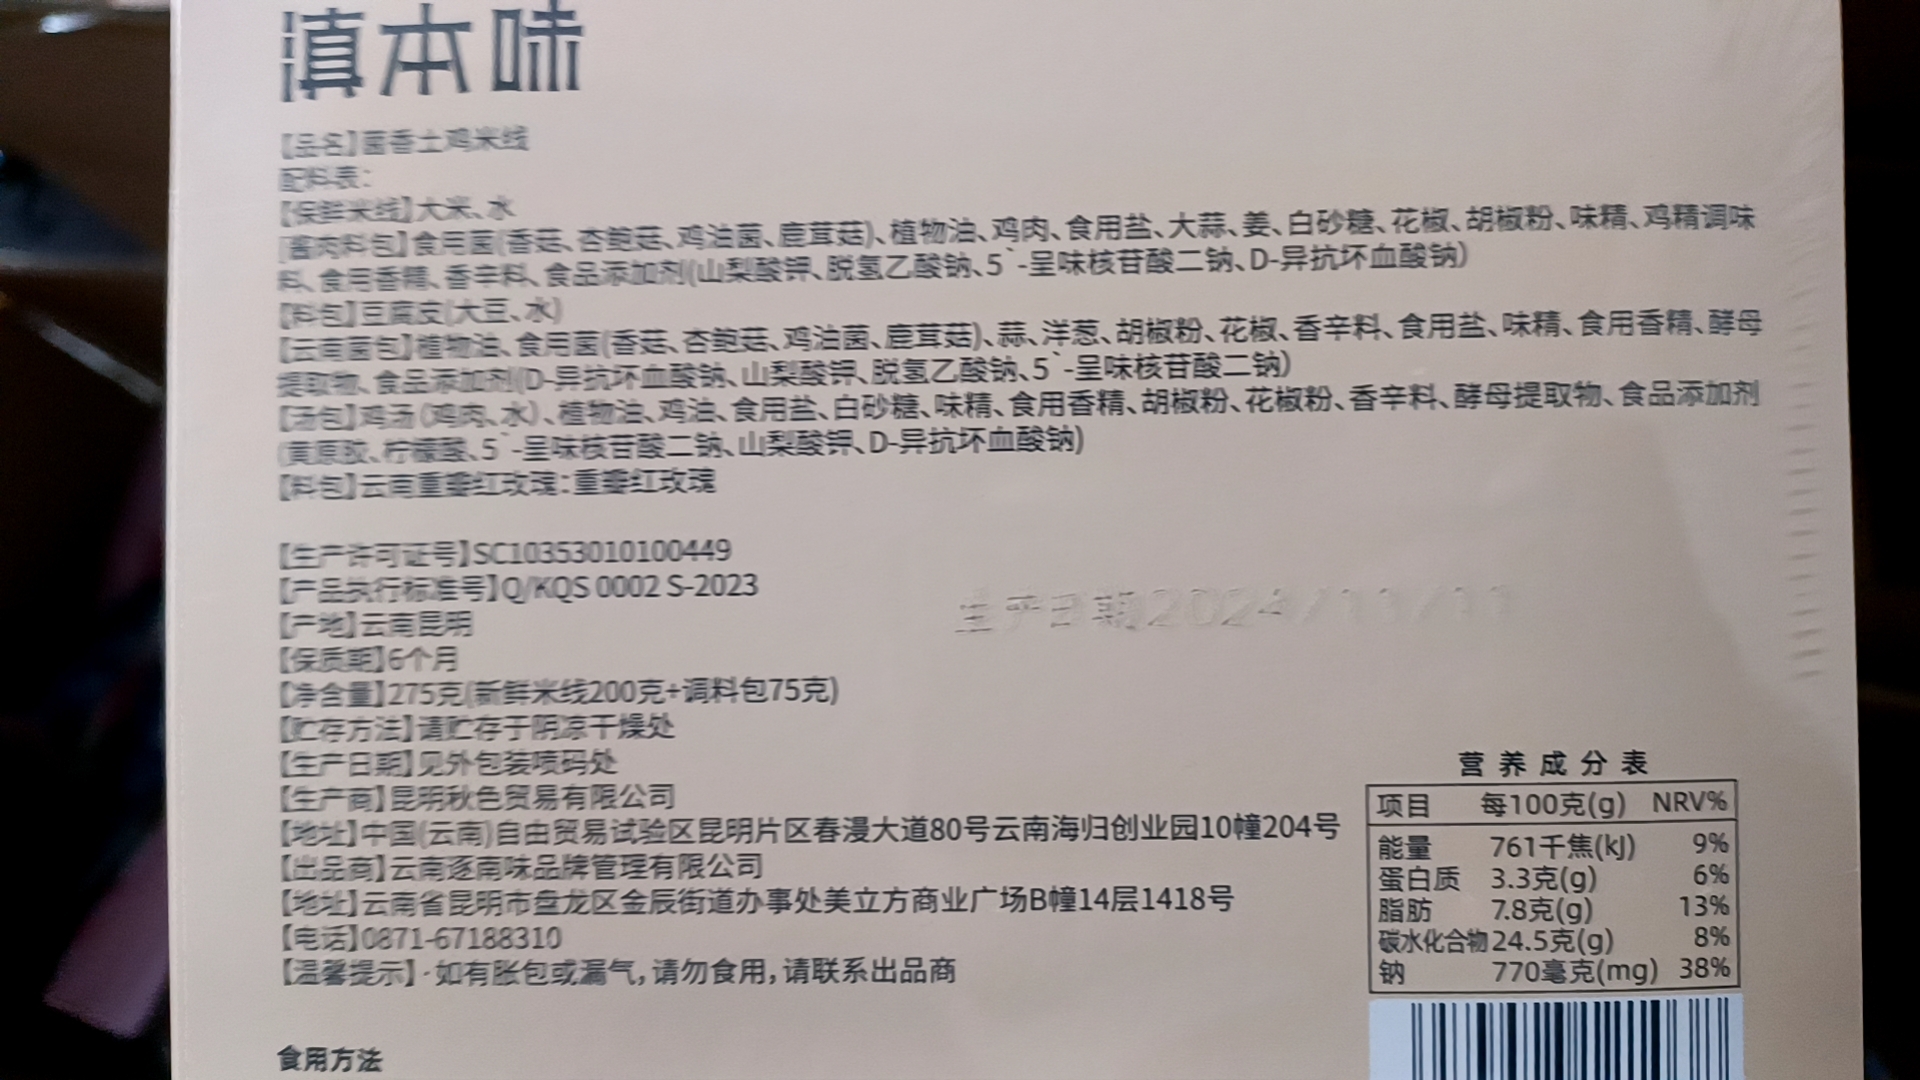 滇本味
【品名】菌香土鸡米线
配料表：
【保鲜米线】大米、水
[酱肉料包】食用菌(香菇、杏鲍菇、鸡油菌、鹿茸菇)、植物油、鸡肉、食用盐、大蒜、姜、白砂糖、花椒、胡椒粉、味精、鸡精调味
料、食用香精、香辛料、食品添加剂(山梨酸钾、脱氢乙酸钠、5`-呈味核苷酸二钠、D-异抗坏血酸钠)
【料包】豆腐皮(大豆、水)
【云南菌包】植物油、食用菌(香菇、杏鲍菇、鸡油菌、鹿茸菇)、蒜、洋葱、胡椒粉、花椒、香辛料、食用盐、味精、食用香精、酵母
提取物、食品添加剂(D-异抗坏血酸钠、山梨酸钾、脱氢乙酸钠、5`-呈味核苷酸二钠)
【汤包】鸡汤（鸡肉、水）、植物油、鸡油、食用盐、白砂糖、味精、食用香精、胡椒粉、花椒粉、香辛料、酵母提取物、食品添加剂
(黄原胶、柠檬酸、5`-呈味核苷酸二钠、山梨酸钾、D-异抗坏血酸钠)
【料包】云南重瓣红玫瑰：重瓣红玫瑰
【生产许可证号】SC10353010100449
【产品执行标准号】Q/KQS 0002 S-2023
【产地】云南昆明
【保质期】6个月
【净含量】275克(新鲜米线200克+调料包75克)
【贮存方法】请贮存于阴凉干燥处
【生产日期】见外包装喷码处
【生产商】昆明秋色贸易有限公司
【地址】中国(云南)自由贸易试验区昆明片区春漫大道80号云南海归创业园10幢204号
【出品商】云南逐南味品牌管理有限公司
【地址】云南省昆明市盘龙区金辰街道办事处美立方商业广场B幢14层1418号
【电话】0871-67188310
【温馨提示】·如有胀包或漏气，请勿食用，请联系出品商
食用方法
生产日期2024/11/11
营养成分表
项目 每100克(g) NRV%
能量 761千焦(kJ) 9%
蛋白质 3.3克(g) 6%
脂肪 7.8克(g) 13%
碳水化合物 24.5克(g) 8%
钠 770毫克(mg) 38%